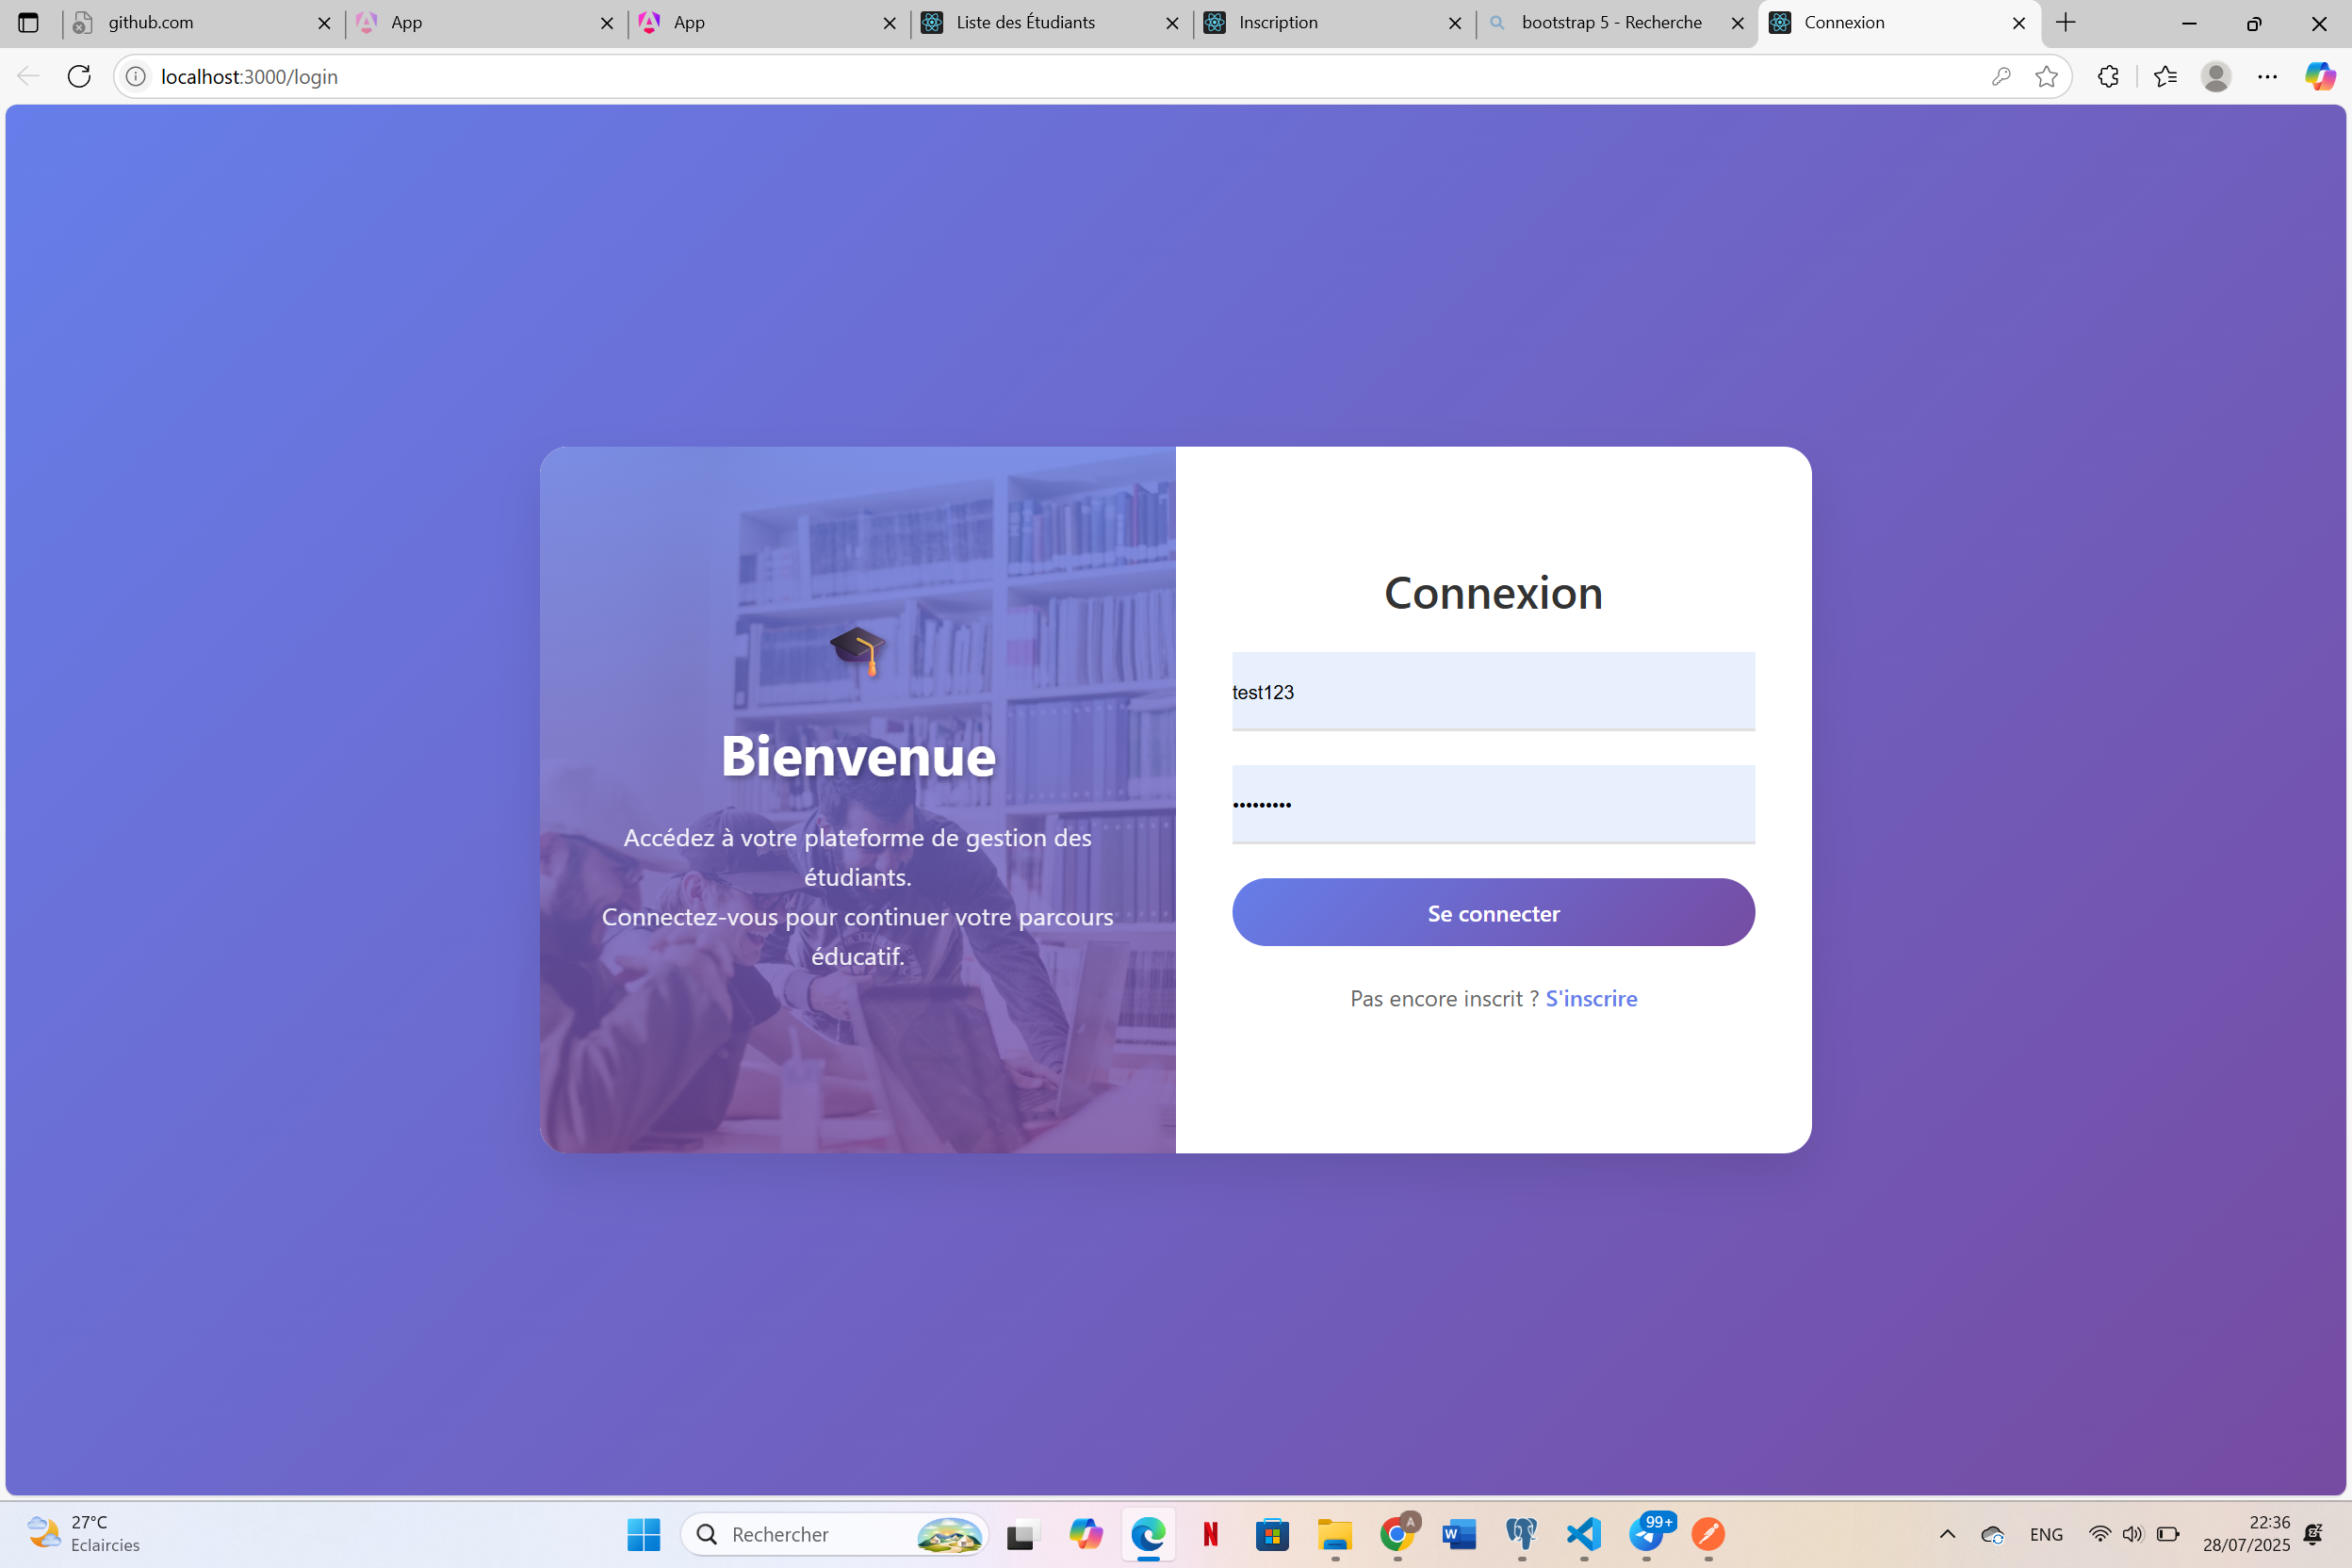 github.com
App
App
Liste des Étudiants
Inscription
bootstrap 5 - Recherche
Connexion
localhost:3000/login
Bienvenue
Accédez à votre plateforme de gestion des
étudiants.
Connectez-vous pour continuer votre parcours
éducatif.
Connexion
test123
•••••••••
Se connecter
Pas encore inscrit ? S'inscrire
27°C
Eclaircies
Rechercher
A
99+
ENG
22:36
28/07/2025